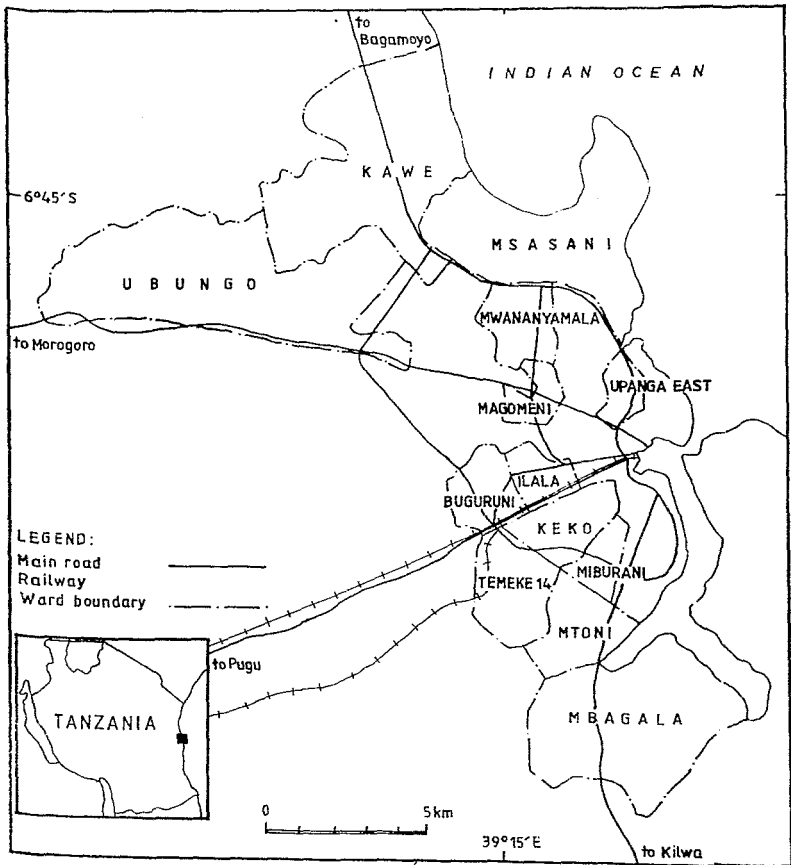 to
Bagamoyo
INDIAN OCEAN
KAWE
6°45′S
MSASANI
UBUNGO
MWANANYAMALA
to Morogoro
UPANGA EAST
MAGOMENI
ILALA
BUGURUNI
KEKO
LEGEND:
Main road
Railway
Ward boundary
MIBURANI
TEMEKE 14
MTONI
to Pugu
TANZANIA
MBAGALA
0 5km
39°15′E
to Kilwa